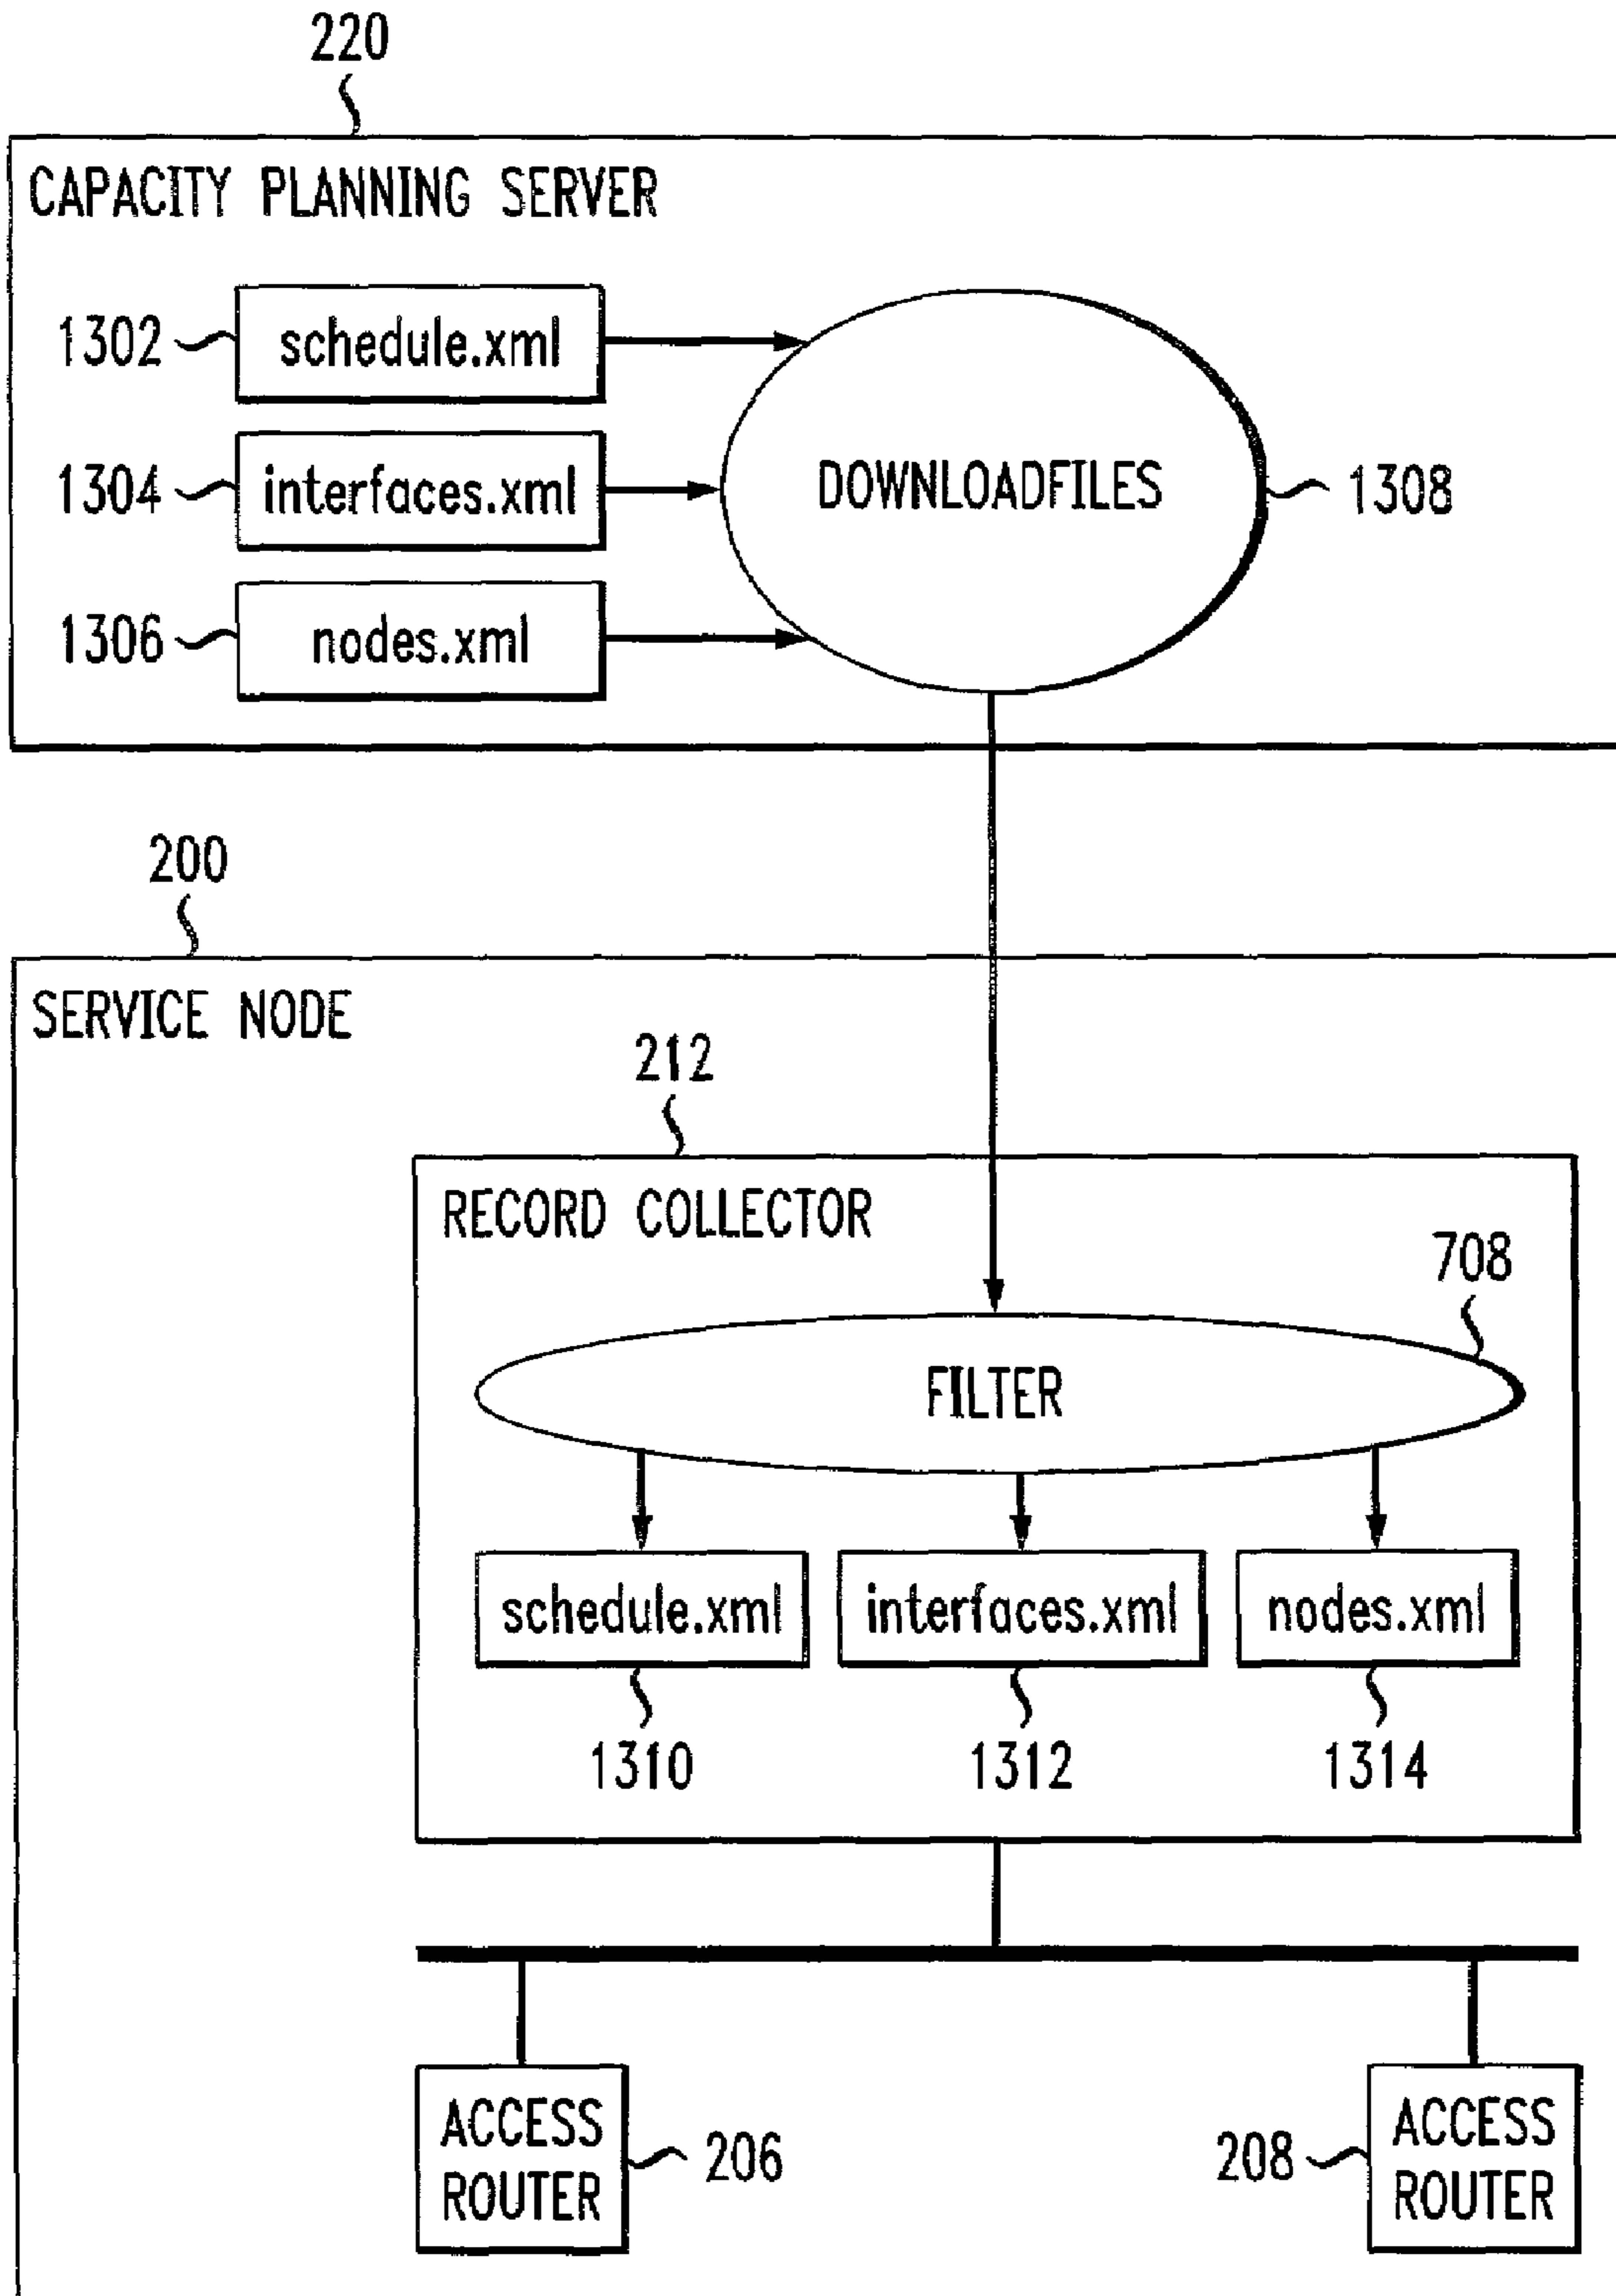 220
CAPACITY PLANNING SERVER
1302
schedule.xml
1304
interfaces.xml
DOWNLOADFILES
1308
1306
nodes.xml
200
SERVICE NODE
212
RECORD COLLECTOR
708
FILTER
schedule.xml
interfaces.xml
nodes.xml
1310
1312
1314
ACCESS
ROUTER
206
208
ACCESS
ROUTER